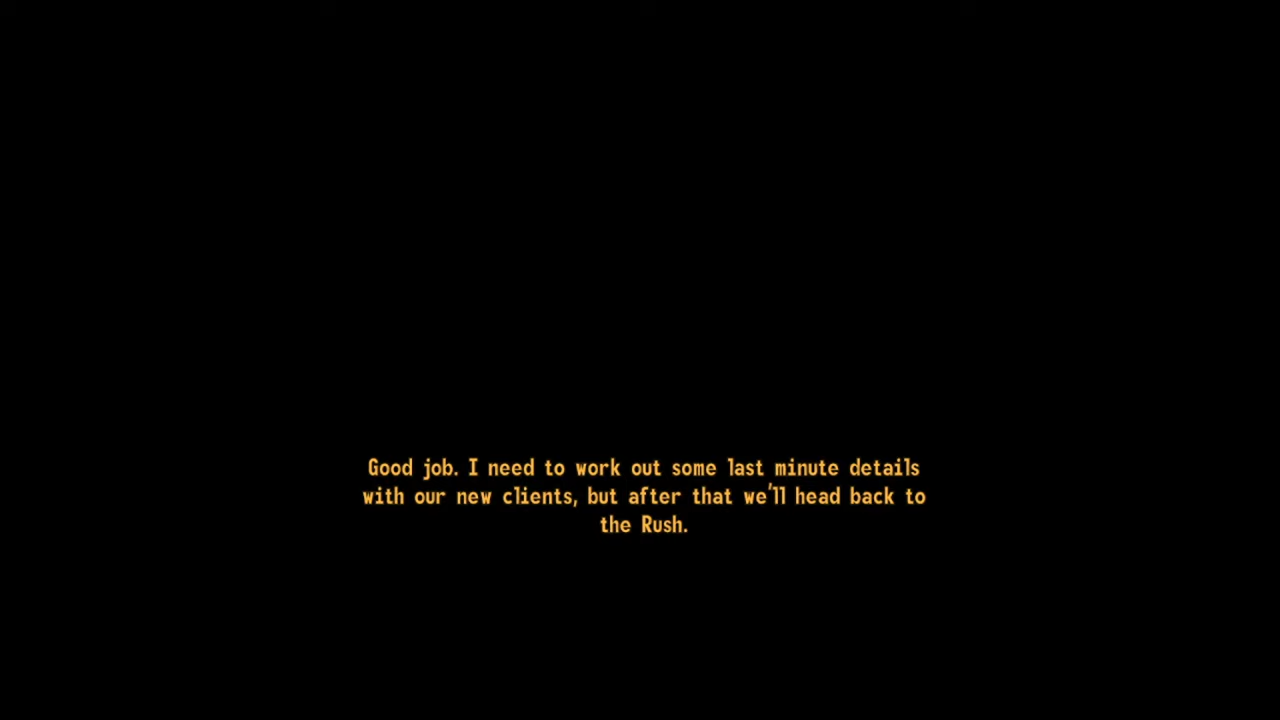 Good job. I need to work out some last minute details
with our new clients, but after that we'll head back to
the Rush.